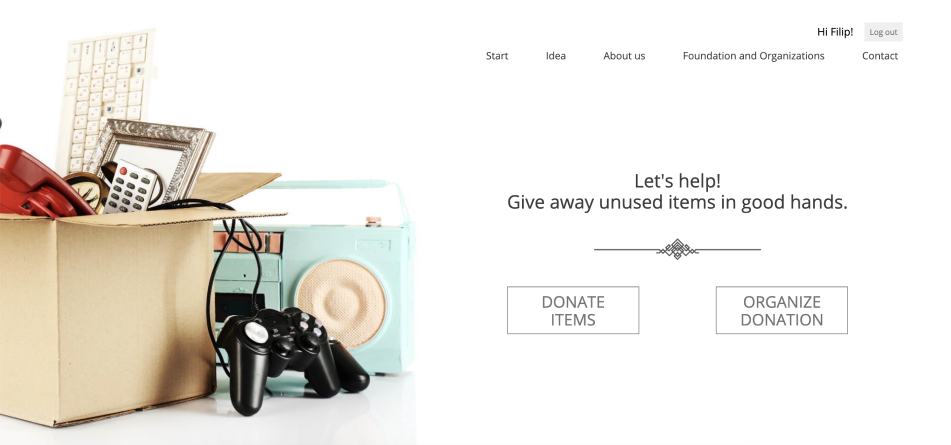 Hi Filip! Log out
Start Idea About us Foundation and Organizations Contact
Let's help!
Give away unused items in good hands.
DONATE
ITEMS
ORGANIZE
DONATION